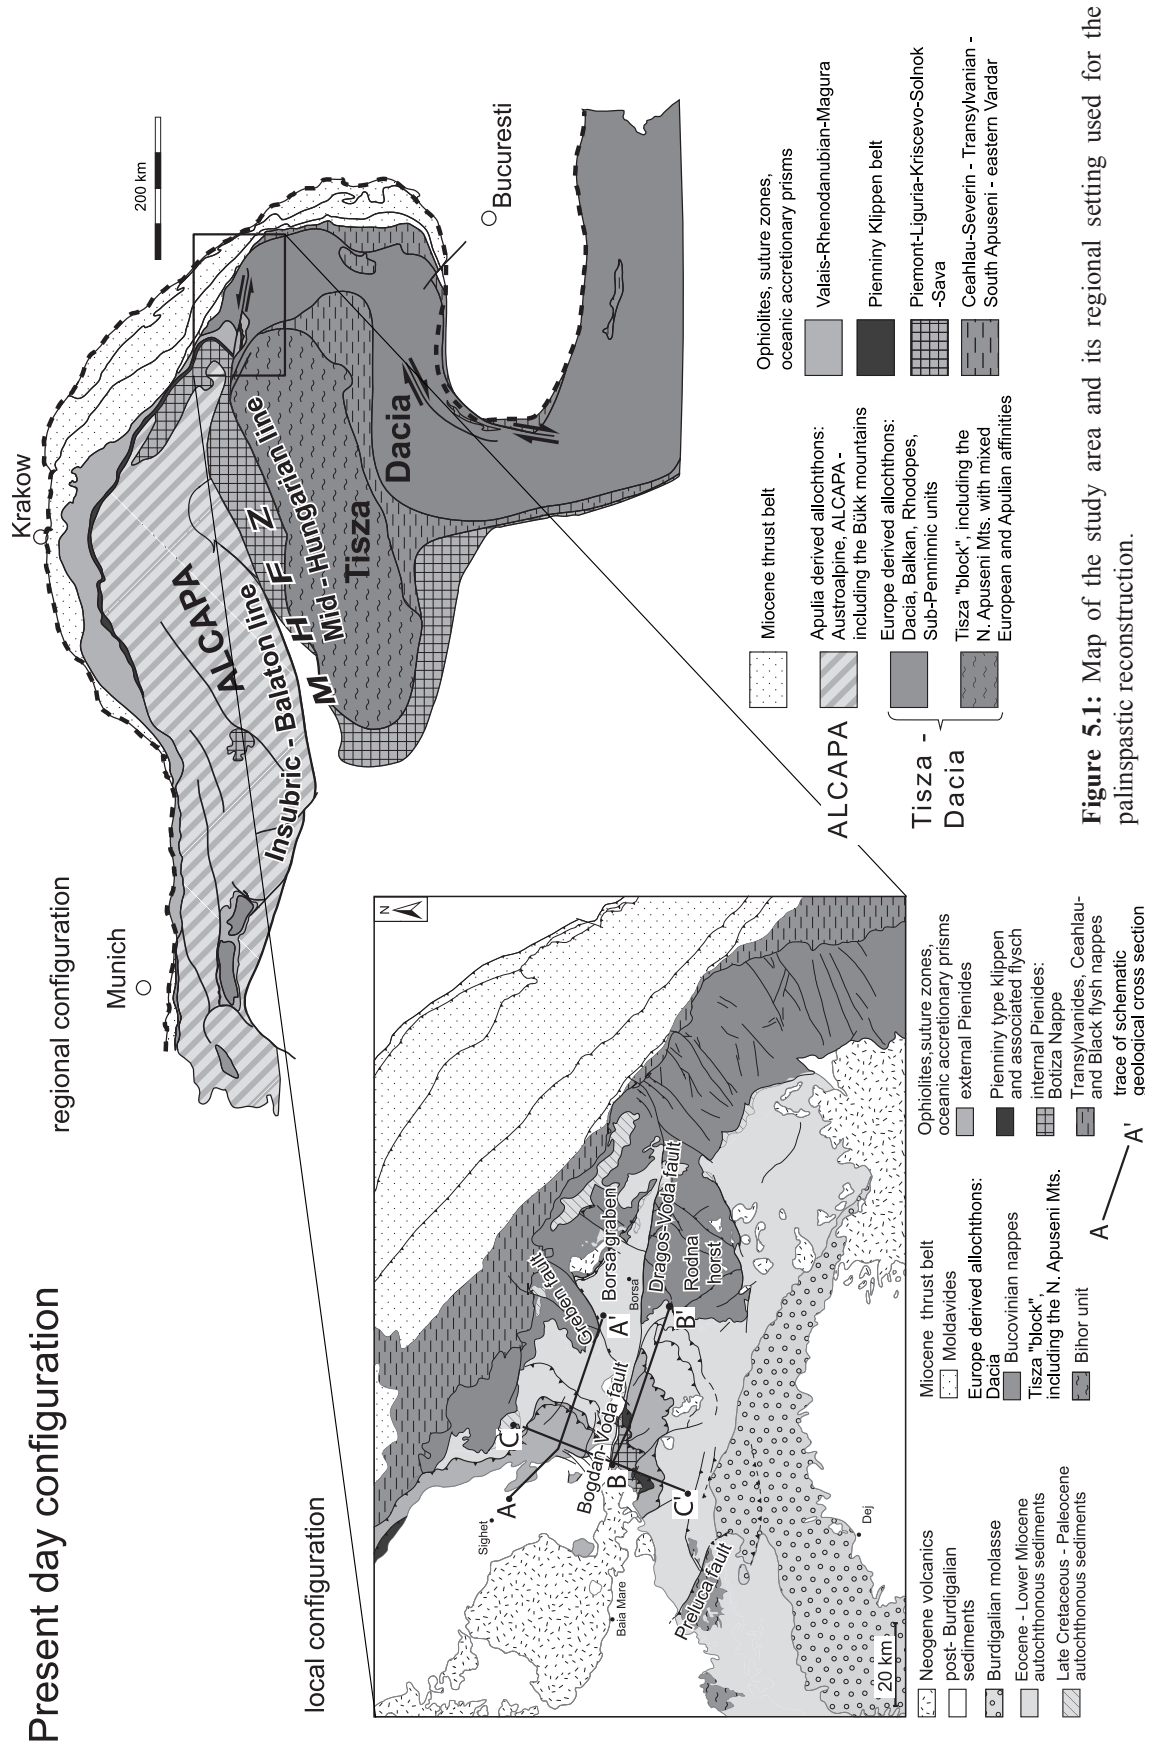 Present day configuration
regional configuration
Munich
Krakow
200 km
Bucuresti
ALCAPA
Insubric - Balaton line
M H F Z
Mid - Hungarian line
Tisza
Dacia
Miocene thrust belt
ALCAPA
Apulia derived allochthons:
Austroalpine, ALCAPA -
including the Bükk mountains
Tisza -
Dacia
Europe derived allochthons:
Dacia, Balkan, Rhodopes,
Sub-Penninnic units
Tisza "block", including the
N. Apuseni Mts. with mixed
European and Apulian affinities
Ophiolites, suture zones,
oceanic accretionary prisms
Valais-Rhenodanubian-Magura
Pienniny Klippen belt
Piemont-Liguria-Kriscevo-Solnok
-Sava
Ceahlau-Severin - Transylvanian -
South Apuseni - eastern Vardar
local configuration
N
Sighet
A
C
Greben fault
Borsa graben
A'
Borsa
Dragos-Voda fault
Rodna
horst
B'
Bogdan-Voda fault
B
C'
Baia Mare
Preluca fault
Dej
20 km
Neogene volcanics
post- Burdigalian
sediments
Burdigalian molasse
Eocene - Lower Miocene
autochthonous sediments
Late Cretaceous - Paleocene
autochthonous sediments
Miocene thrust belt
Moldavides
Europe derived allochthons:
Dacia
Bucovinian nappes
Tisza "block",
including the N. Apuseni Mts.
Bihor unit
Ophiolites,suture zones,
oceanic accretionary prisms
external Pienides
Pienniny type klippen
and associated flysch
internal Pienides:
Botiza Nappe
Transylvanides, Ceahlau-
and Black flysh nappes
A A'
trace of schematic
geological cross section
Figure 5.1: Map of the study area and its regional setting used for the
palinspastic reconstruction.